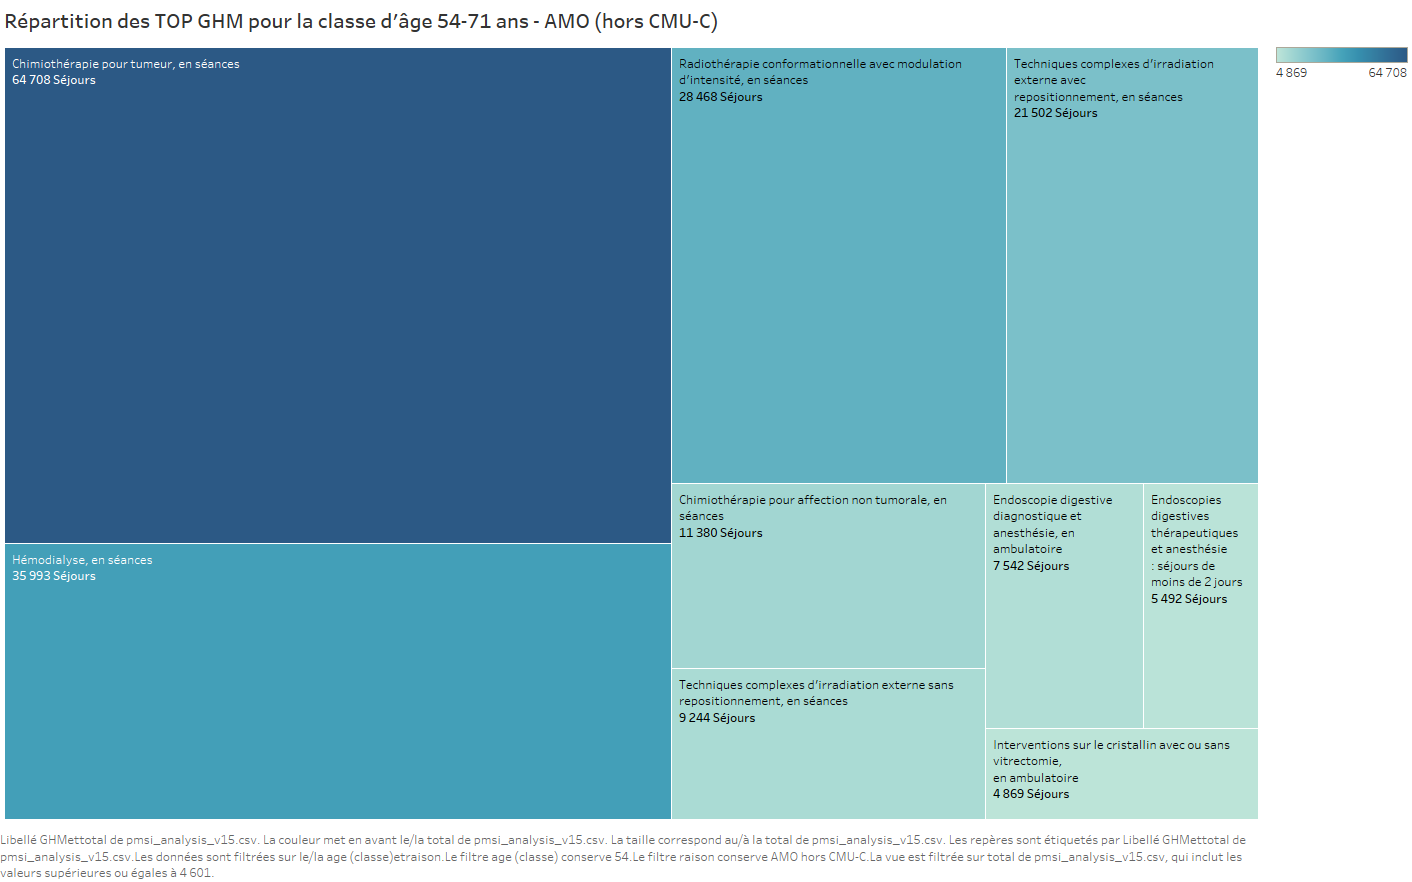 Répartition des TOP GHM pour la classe d’âge 54-71 ans - AMO (hors CMU-C)
Chimiothérapie pour tumeur, en séances
64 708 Séjours
Hémodialyse, en séances
35 993 Séjours
Radiothérapie conformationnelle avec modulation
d’intensité, en séances
28 468 Séjours
Techniques complexes d’irradiation
externe avec
repositionnement, en séances
21 502 Séjours
Chimiothérapie pour affection non tumorale, en
séances
11 380 Séjours
Techniques complexes d’irradiation externe sans
repositionnement, en séances
9 244 Séjours
Endoscopie digestive
diagnostique et
anesthésie, en
ambulatoire
7 542 Séjours
Endoscopies
digestives
thérapeutiques
et anesthésie
: séjours de
moins de 2 jours
5 492 Séjours
Interventions sur le cristallin avec ou sans
vitrectomie,
en ambulatoire
4 869 Séjours
4 869 64 708
Libellé GHMettotal de pmsi_analysis_v15.csv. La couleur met en avant le/la total de pmsi_analysis_v15.csv. La taille correspond au/à la total de pmsi_analysis_v15.csv. Les repères sont étiquetés par Libellé GHMettotal de
pmsi_analysis_v15.csv.Les données sont filtrées sur le/la age (classe)etraison.Le filtre age (classe) conserve 54.Le filtre raison conserve AMO hors CMU-C.La vue est filtrée sur total de pmsi_analysis_v15.csv, qui inclut les
valeurs supérieures ou égales à 4 601.